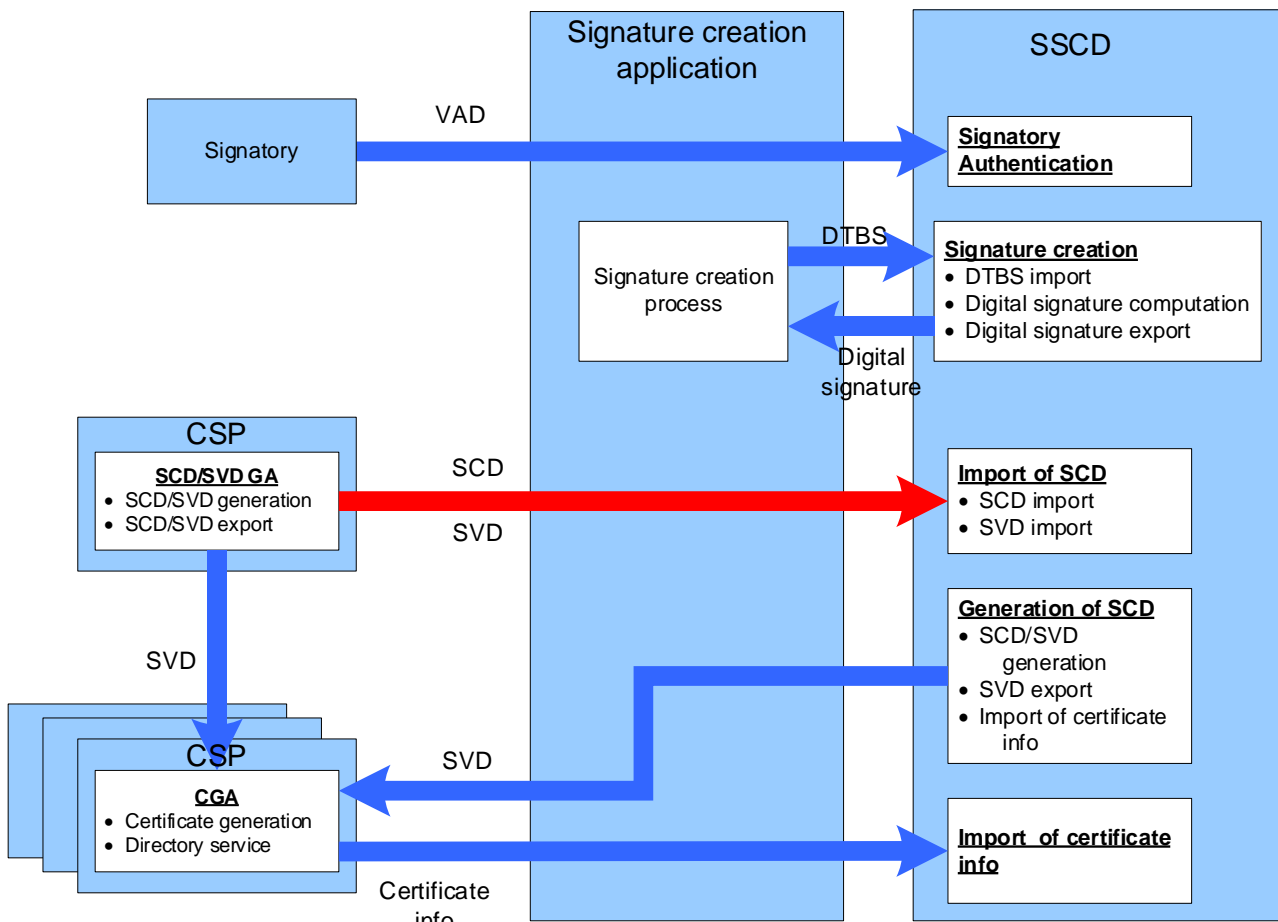 Signature creation
application
SSCD
VAD
Signatory
Signatory
Authentication
DTBS
Signature creation
process
Signature creation
• DTBS import
• Digital signature computation
• Digital signature export
Digital
signature
CSP
SCD/SVD GA
• SCD/SVD generation
• SCD/SVD export
SCD
SVD
Import of SCD
• SCD import
• SVD import
Generation of SCD
• SCD/SVD
generation
• SVD export
• Import of certificate
info
SVD
CSP
CGA
• Certificate generation
• Directory service
SVD
Import of certificate
info
Certificate
info